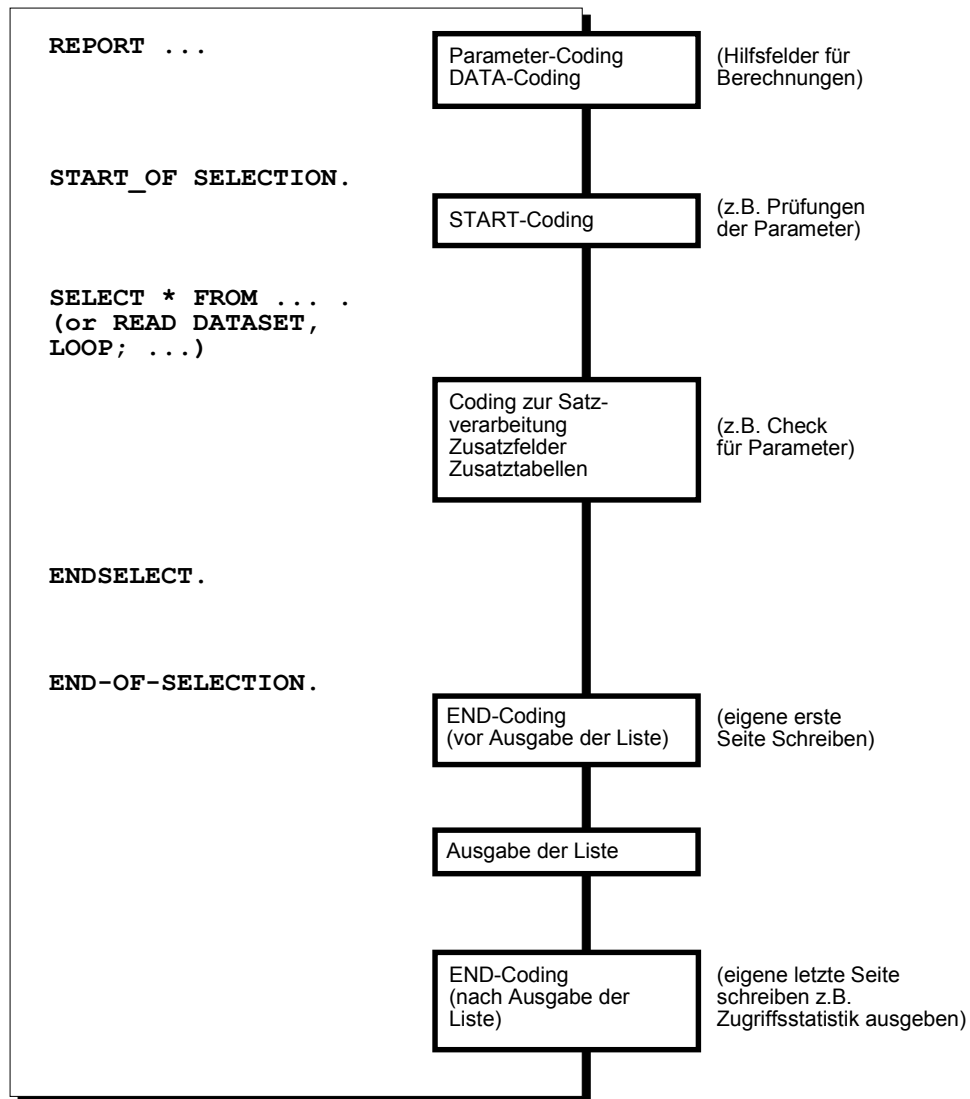 REPORT ...
Parameter-Coding
DATA-Coding
(Hilfsfelder für
Berechnungen)
START_OF SELECTION.
START-Coding
(z.B. Prüfungen
der Parameter)
SELECT * FROM ... .
(or READ DATASET,
LOOP; ...)
Coding zur Satz-
verarbeitung
Zusatzfelder
Zusatztabellen
(z.B. Check
für Parameter)
ENDSELECT.
END-OF-SELECTION.
END-Coding
(vor Ausgabe der Liste)
(eigene erste
Seite Schreiben)
Ausgabe der Liste
END-Coding
(nach Ausgabe der
Liste)
(eigene letzte Seite
schreiben z.B.
Zugriffsstatistik ausgeben)